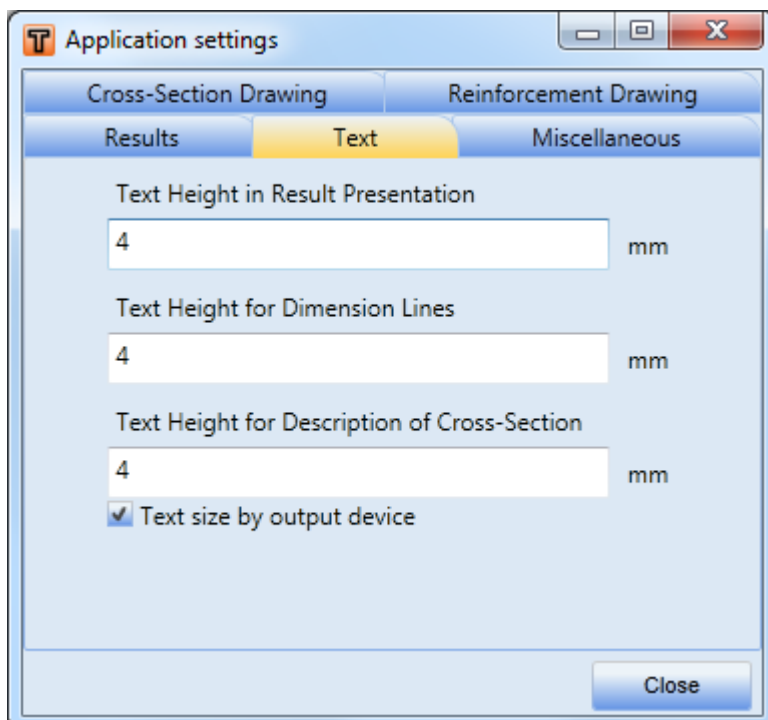 Application settings
Cross-Section Drawing Reinforcement Drawing
Results Text Miscellaneous
Text Height in Result Presentation
4 mm
Text Height for Dimension Lines
4 mm
Text Height for Description of Cross-Section
4 mm
Text size by output device
Close